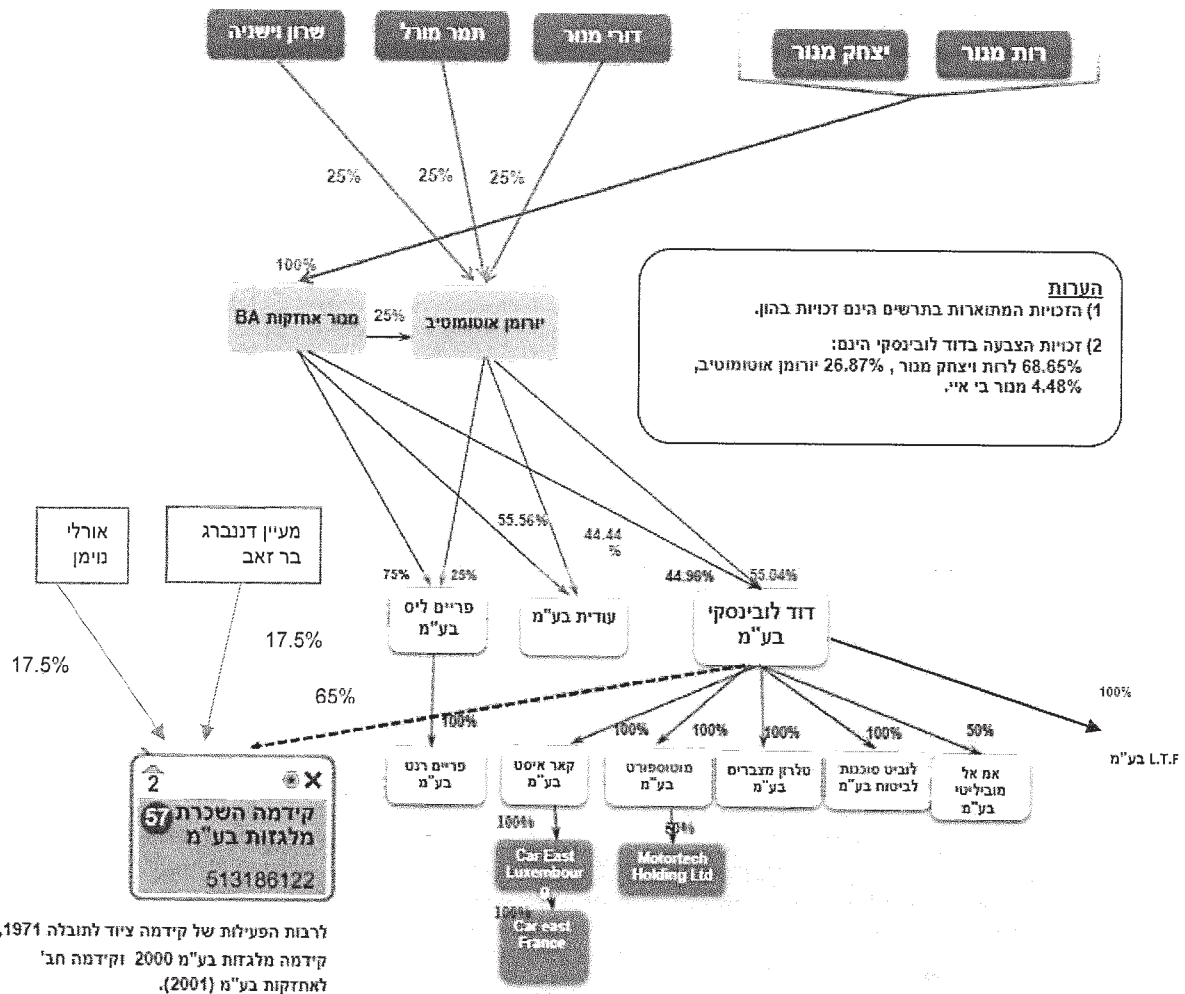 רות מנור
יצחק מנור
דורי מנור
תמר מורל
שרון וישניה
25%
25%
25%
100%
מנור אחזקות BA
25%
יורומן אוטומוטיב
הערות
1) הזכויות המתוארות בתרשים הינם זכויות בהון.
2) זכויות הצבעה בדוד לובינסקי הינם:
68.65% לרות ויצחק מנור , 26.87% יורומן אוטומוטיב,
4.48% מנור בי איי.
מעיין דננברג
בר זאב
אורלי
נוימן
55.56%
44.44
%
75%
25%
44.96%
55.04%
דוד לובינסקי
בע"מ
עודית בע"מ
פריים ליס
בע"מ
17.5%
17.5%
65%
100%
100%
100%
100%
100%
50%
100%
L.T.F בע"מ
אמ אל
מוביליטי
בע"מ
לוביט סוכנות
לביטוח בע"מ
טלרזן מצברים
בע"מ
מוטוספורט
בע"מ
קאר איסט
בע"מ
פריים רנט
בע"מ
2
57
קידמה השכרת
מלגזות בע"מ
513186122
100%
50%
Car East
Luxembour
g
Motortech
Holding Ltd
100%
Car east
France
לרבות הפעילות של קידמה ציוד לתובלה 1971,
קידמה מלגזות בע"מ 2000 וקידמה חב'
לאחזקות בע"מ (2001).